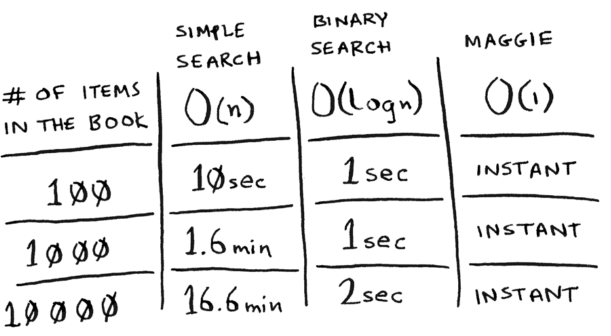 # OF ITEMS IN THE BOOK | SIMPLE SEARCH O(n) | BINARY SEARCH O(log n) | MAGGIE O(1)
100 | 10sec | 1sec | INSTANT
1000 | 1.6min | 1sec | INSTANT
10000 | 16.6min | 2sec | INSTANT